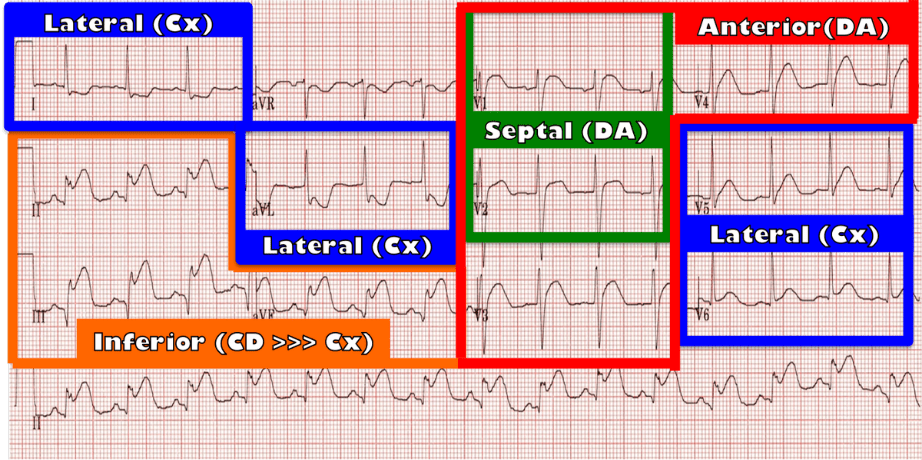 Lateral (Cx)
Anterior(DA)
I
aVR
V1
V4
Septal (DA)
II
aVL
V2
V5
Lateral (Cx)
Lateral (Cx)
III
aVF
V3
V6
Inferior (CD >>> Cx)
II